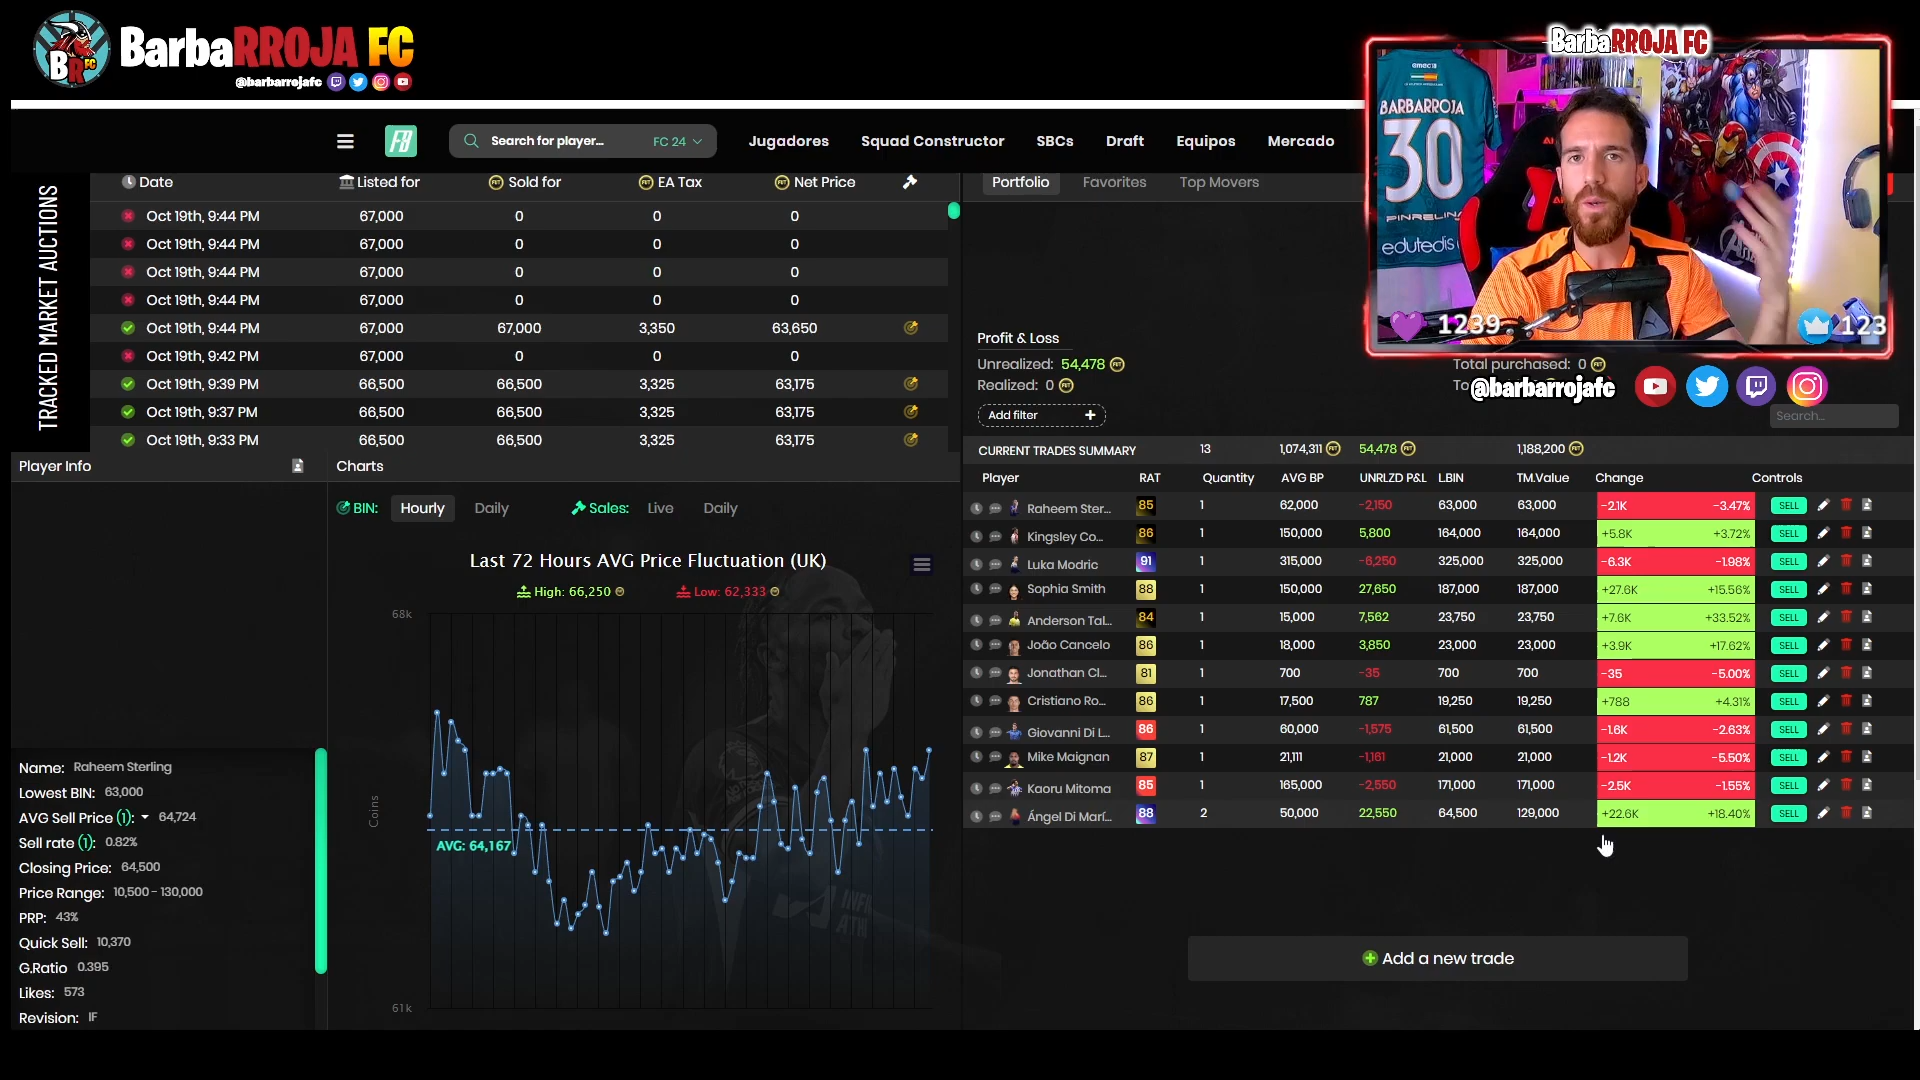 BarbaRROJA FC
@barbarrojafc
BR FC
Search for player...
FC 24
Jugadores
Squad Constructor
SBCs
Draft
Equipos
Mercado
TRACKED MARKET AUCTIONS
Date Listed for Sold for EA Tax Net Price
Oct 19th, 9:44 PM 67,000 0 0 0
Oct 19th, 9:44 PM 67,000 0 0 0
Oct 19th, 9:44 PM 67,000 0 0 0
Oct 19th, 9:44 PM 67,000 0 0 0
Oct 19th, 9:44 PM 67,000 67,000 3,350 63,650
Oct 19th, 9:42 PM 67,000 0 0 0
Oct 19th, 9:39 PM 66,500 66,500 3,325 63,175
Oct 19th, 9:37 PM 66,500 66,500 3,325 63,175
Oct 19th, 9:33 PM 66,500 66,500 3,325 63,175
Player Info
Name: Raheem Sterling
Lowest BIN: 63,000
AVG Sell Price (1): 64,724
Sell rate (1): 0.82%
Closing Price: 64,500
Price Range: 10,500 - 130,000
PRP: 43%
Quick Sell: 10,370
G.Ratio 0.395
Likes: 573
Revision: IF
Charts
BIN: Hourly Daily Sales: Live Daily
Last 72 Hours AVG Price Fluctuation (UK)
High: 66,250 Low: 62,333
68k
Coins
AVG: 64,167
61k
Portfolio Favorites Top Movers
Profit & Loss
Unrealized: 54,478
Realized: 0
Total purchased: 0
Add filter +
Search...
CURRENT TRADES SUMMARY 13 1,074,311 54,478 1,188,200
Player RAT Quantity AVG BP UNRLZD P&L L.BIN TM.Value Change Controls
Raheem Ster... 85 1 62,000 -2,150 63,000 63,000 -2.1K -3.47% SELL
Kingsley Co... 86 1 150,000 5,800 164,000 164,000 +5.8K +3.72% SELL
Luka Modric 91 1 315,000 -6,250 325,000 325,000 -6.3K -1.98% SELL
Sophia Smith 88 1 150,000 27,650 187,000 187,000 +27.6K +15.56% SELL
Anderson Tal... 84 1 15,000 7,562 23,750 23,750 +7.6K +33.52% SELL
João Cancelo 86 1 18,000 3,850 23,000 23,000 +3.9K +17.62% SELL
Jonathan Cl... 81 1 700 -35 700 700 -35 -5.00% SELL
Cristiano Ro... 86 1 17,500 787 19,250 19,250 +788 +4.31% SELL
Giovanni Di L... 86 1 60,000 -1,575 61,500 61,500 -1.6K -2.63% SELL
Mike Maignan 87 1 21,111 -1,161 21,000 21,000 -1.2K -5.50% SELL
Kaoru Mitoma 85 1 165,000 -2,550 171,000 171,000 -2.5K -1.55% SELL
Ángel Di Marí... 88 2 50,000 22,550 64,500 129,000 +22.6K +18.40% SELL
Add a new trade
BarbaRROJA FC
BARBARROJA
30
PINRELIN
edutedis
1239
123
@barbarrojafc